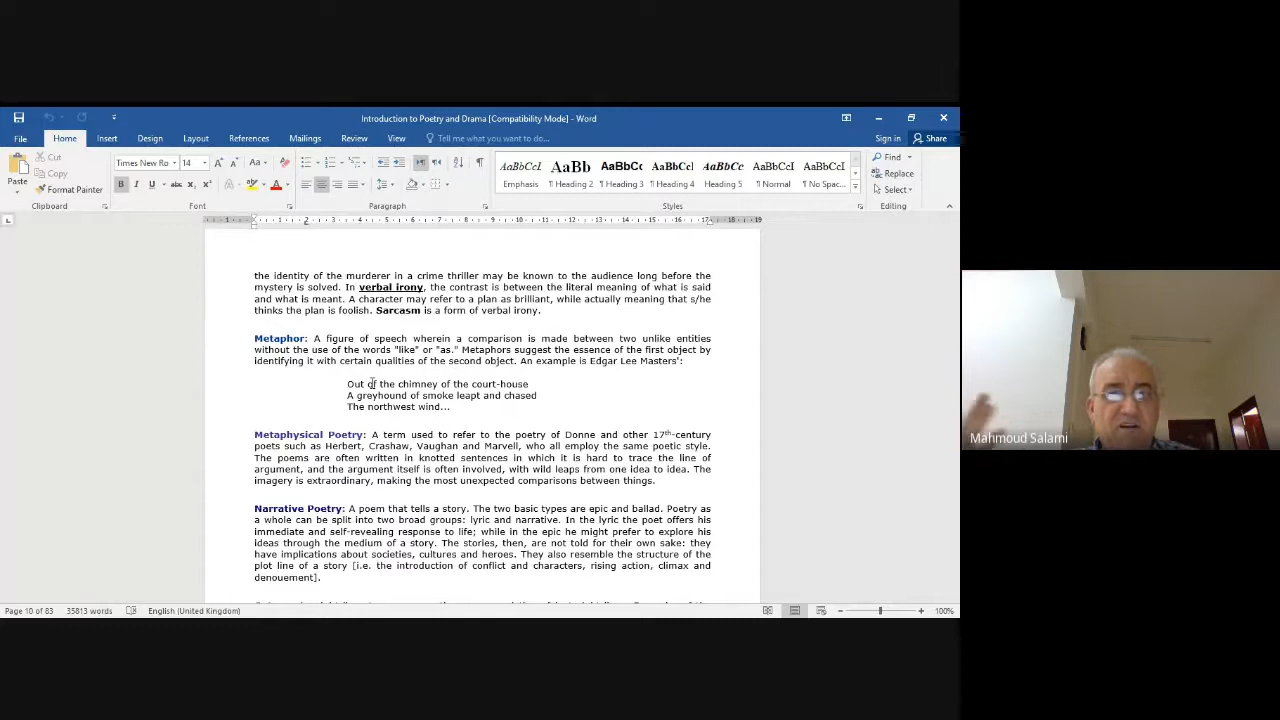 Introduction to Poetry and Drama [Compatibility Mode] - Word
File Home Insert Design Layout References Mailings Review View Tell me what you want to do... Sign in Share
Paste
Cut
Copy
Format Painter
Clipboard
Times New Ro 14
Font
Paragraph
AaBbCcI AaBb AaBbCc AaBbCcI AaBbCc AaBbCcI AaBbCcI
Emphasis ¶ Heading 2 ¶ Heading 3 ¶ Heading 4 Heading 5 ¶ Normal ¶ No Spac...
Styles
Find
Replace
Select
Editing
the identity of the murderer in a crime thriller may be known to the audience long before the
mystery is solved. In verbal irony, the contrast is between the literal meaning of what is said
and what is meant. A character may refer to a plan as brilliant, while actually meaning that s/he
thinks the plan is foolish. Sarcasm is a form of verbal irony.
Metaphor: A figure of speech wherein a comparison is made between two unlike entities
without the use of the words "like" or "as." Metaphors suggest the essence of the first object by
identifying it with certain qualities of the second object. An example is Edgar Lee Masters':
Out of the chimney of the court-house
A greyhound of smoke leapt and chased
The northwest wind...
Metaphysical Poetry: A term used to refer to the poetry of Donne and other 17th-century
poets such as Herbert, Crashaw, Vaughan and Marvell, who all employ the same poetic style.
The poems are often written in knotted sentences in which it is hard to trace the line of
argument, and the argument itself is often involved, with wild leaps from one idea to idea. The
imagery is extraordinary, making the most unexpected comparisons between things.
Narrative Poetry: A poem that tells a story. The two basic types are epic and ballad. Poetry as
a whole can be split into two broad groups: lyric and narrative. In the lyric the poet offers his
immediate and self-revealing response to life; while in the epic he might prefer to explore his
ideas through the medium of a story. The stories, then, are not told for their own sake: they
have implications about societies, cultures and heroes. They also resemble the structure of the
plot line of a story [i.e. the introduction of conflict and characters, rising action, climax and
denouement].
Page 10 of 83 35813 words English (United Kingdom) 100%
Mahmoud Salami